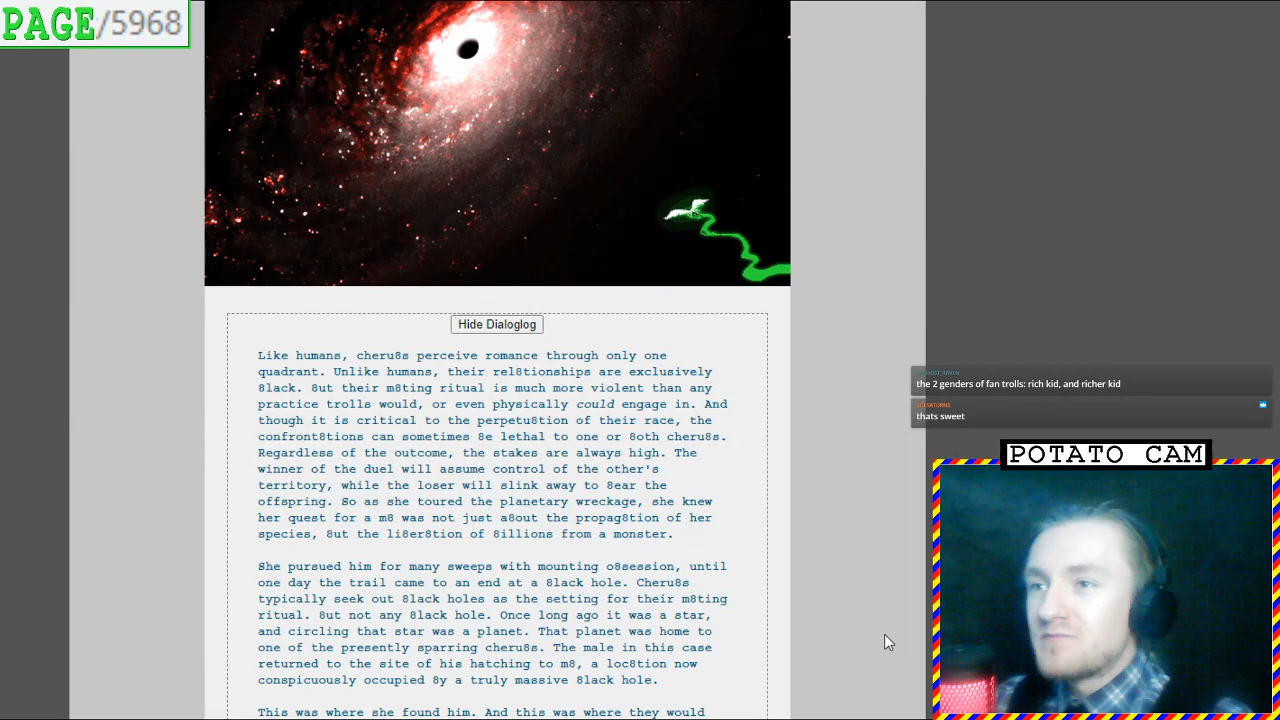 PAGE/5968
Hide Dialoglog
Like humans, cheru8s perceive romance through only one
quadrant. Unlike humans, their rel8tionships are exclusively
8lack. 8ut their m8ting ritual is much more violent than any
practice trolls would, or even physically could engage in. And
though it is critical to the perpetu8tion of their race, the
confront8tions can sometimes 8e lethal to one or 8oth cheru8s.
Regardless of the outcome, the stakes are always high. The
winner of the duel will assume control of the other's
territory, while the loser will slink away to 8ear the
offspring. So as she toured the planetary wreckage, she knew
her quest for a m8 was not just a8out the propag8tion of her
species, 8ut the li8er8tion of 8illions from a monster.
She pursued him for many sweeps with mounting o8session, until
one day the trail came to an end at a 8lack hole. Cheru8s
typically seek out 8lack holes as the setting for their m8ting
ritual. 8ut not any 8lack hole. Once long ago it was a star,
and circling that star was a planet. That planet was home to
one of the presently sparring cheru8s. The male in this case
returned to the site of his hatching to m8, a loc8tion now
conspicuously occupied 8y a truly massive 8lack hole.
This was where she found him. And this was where they would
the 2 genders of fan trolls: rich kid, and richer kid
thats sweet
POTATO CAM